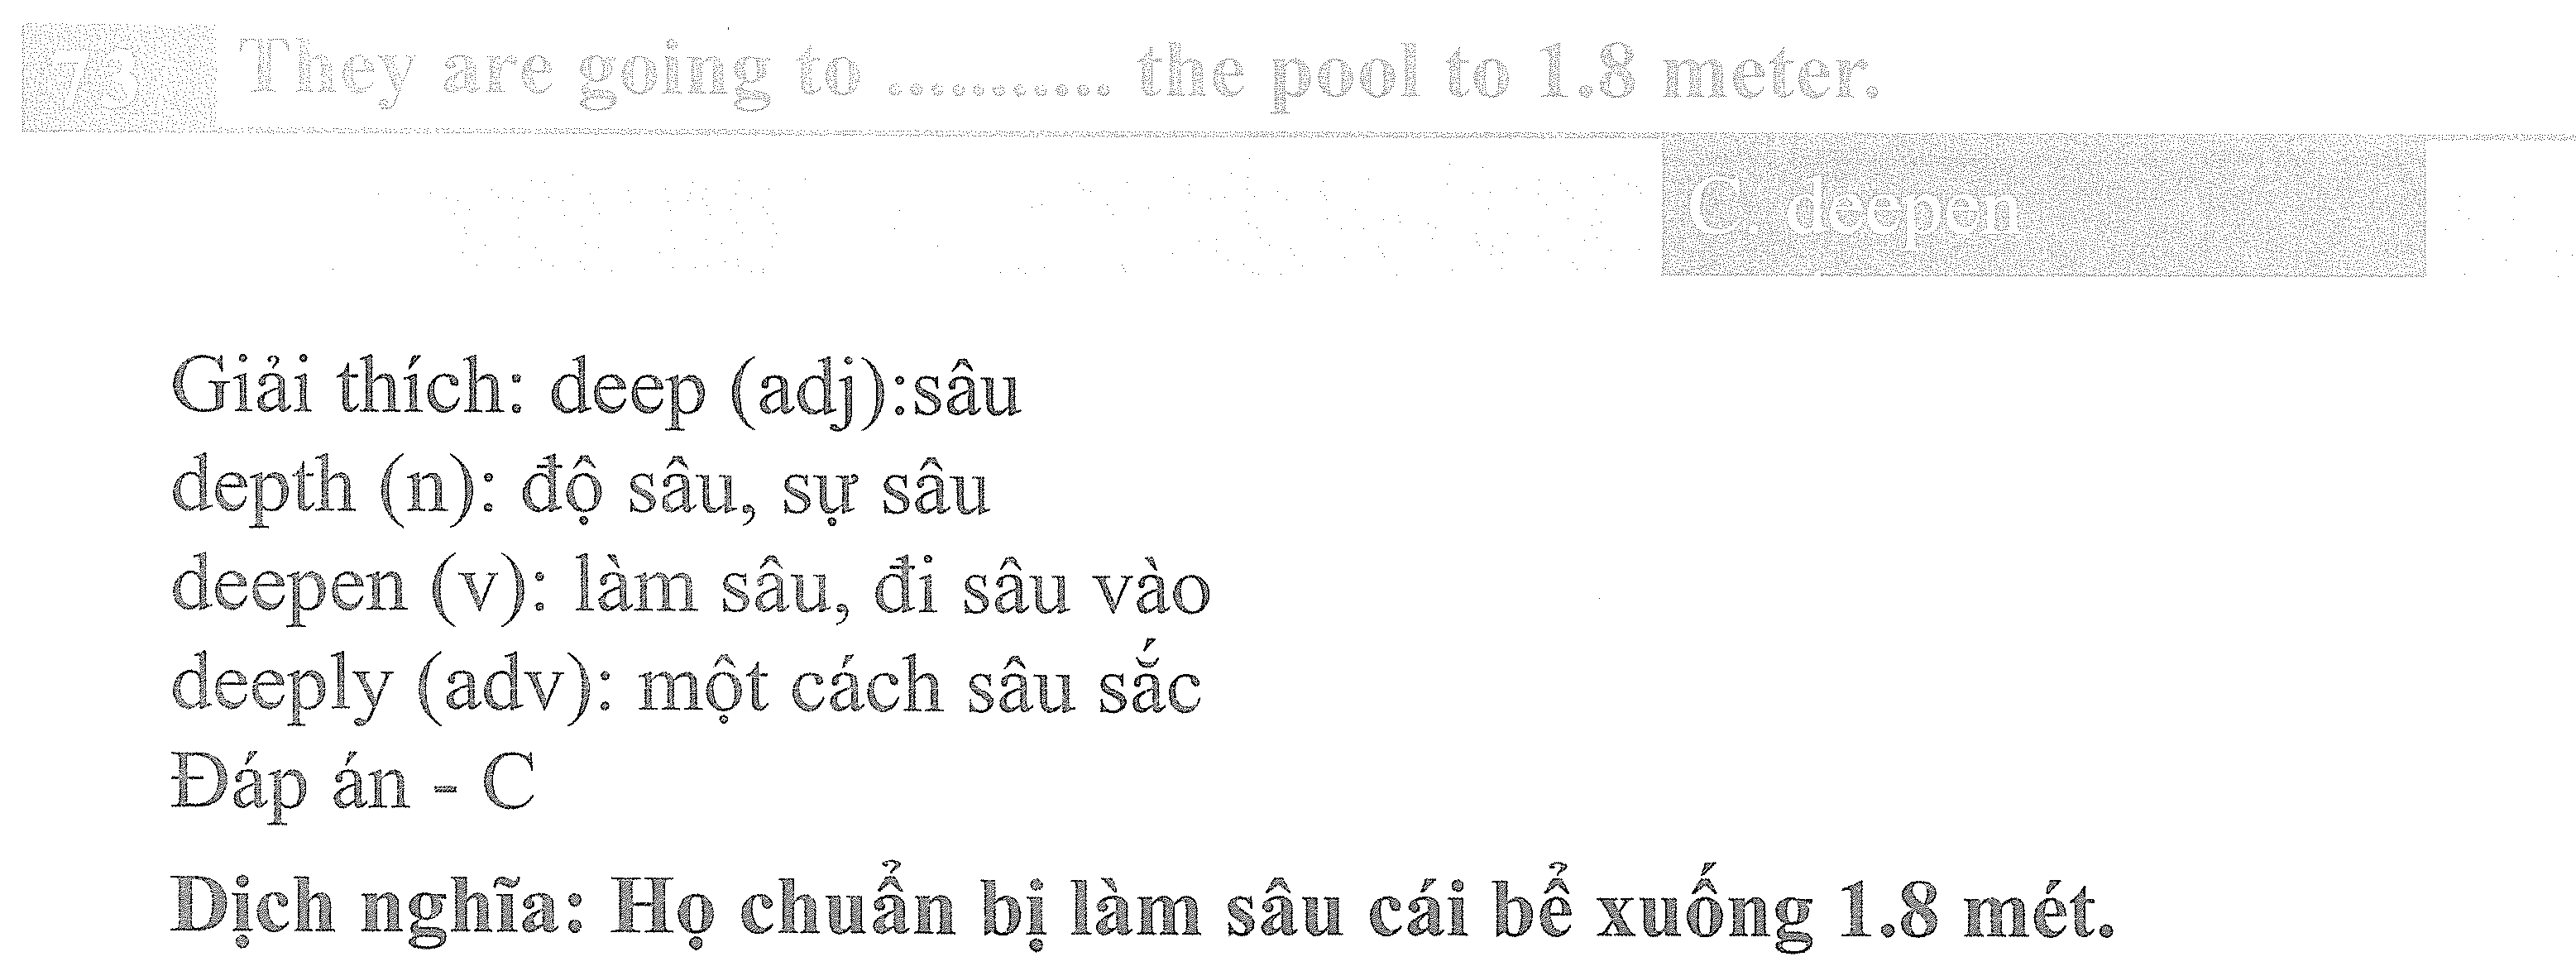 73 They are going to ........... the pool to 1.8 meter.
C. deepen
Giải thích: deep (adj):sâu
depth (n): độ sâu, sự sâu
deepen (v): làm sâu, đi sâu vào
deeply (adv): một cách sâu sắc
Đáp án - C
Dịch nghĩa: Họ chuẩn bị làm sâu cái bể xuống 1.8 mét.